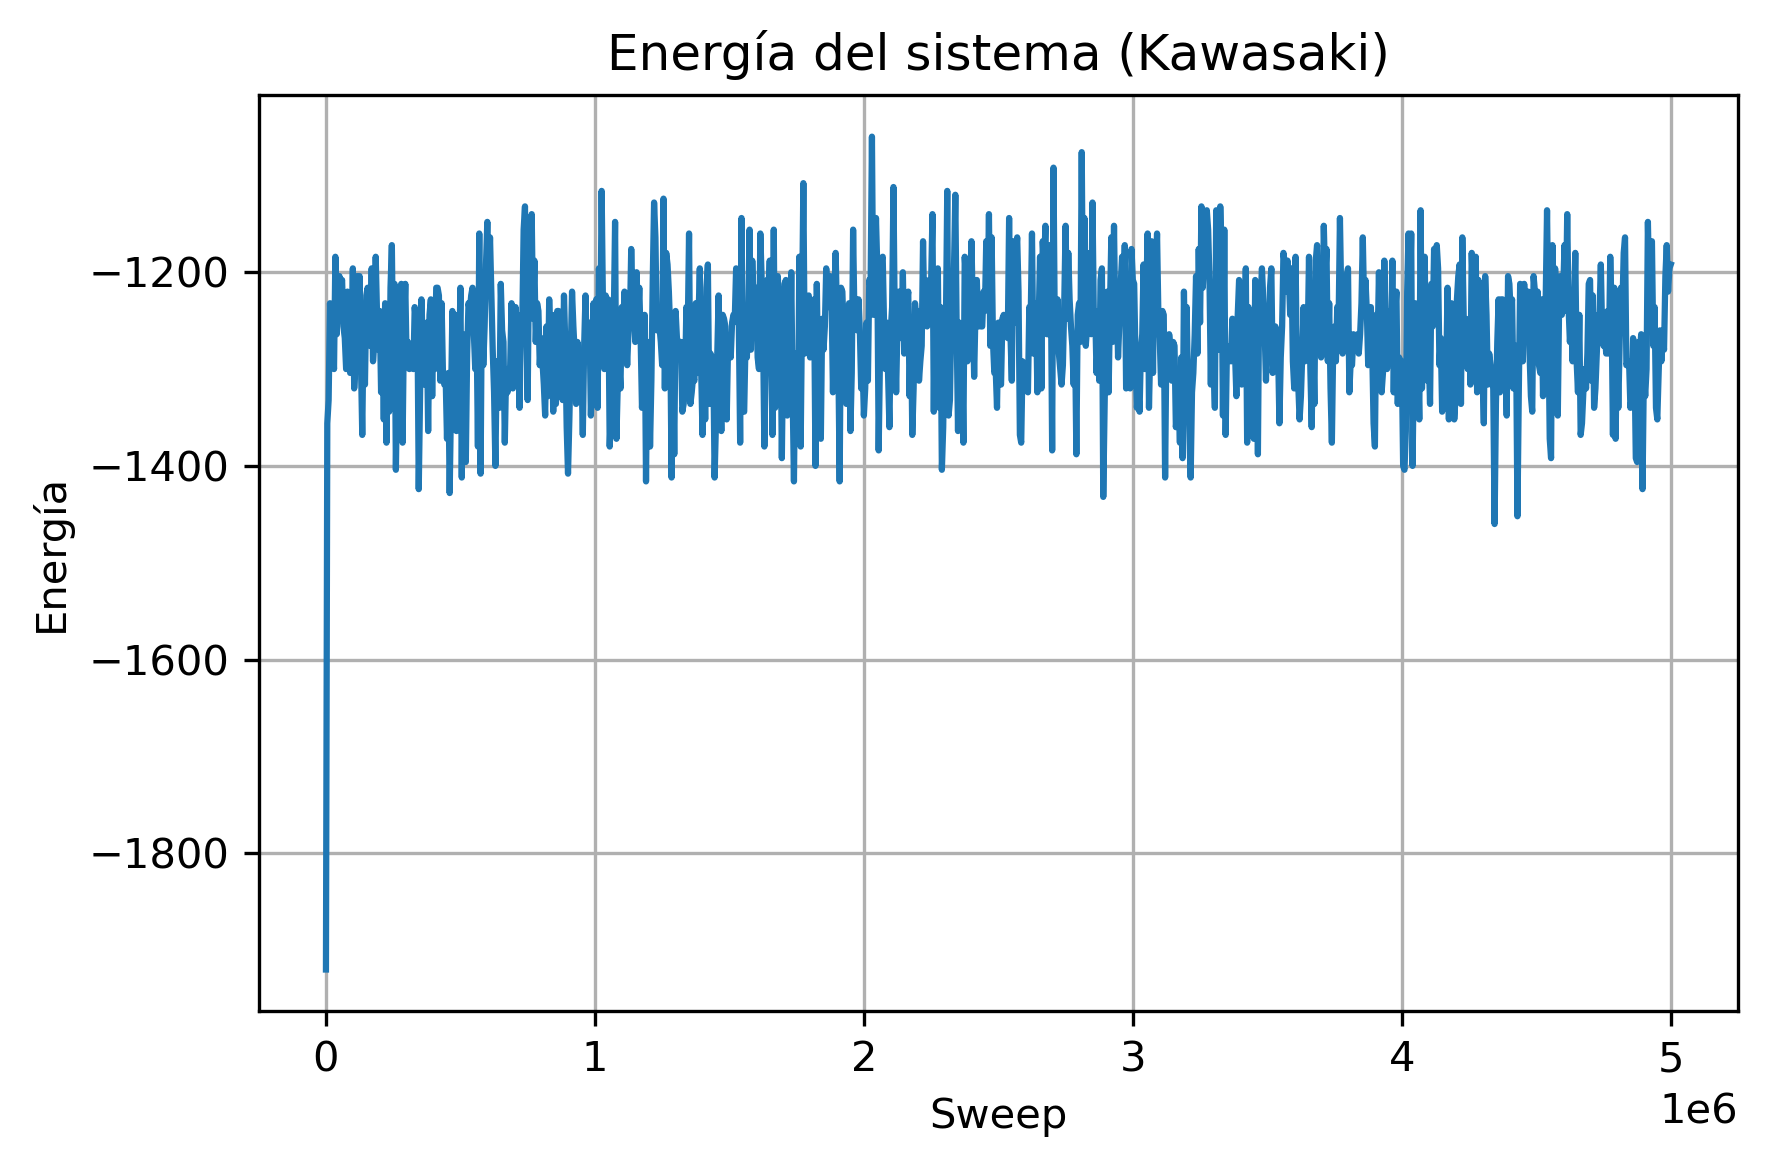 Energía del sistema (Kawasaki)
Energía
−1200
−1400
−1600
−1800
0 1 2 3 4 5
1e6
Sweep